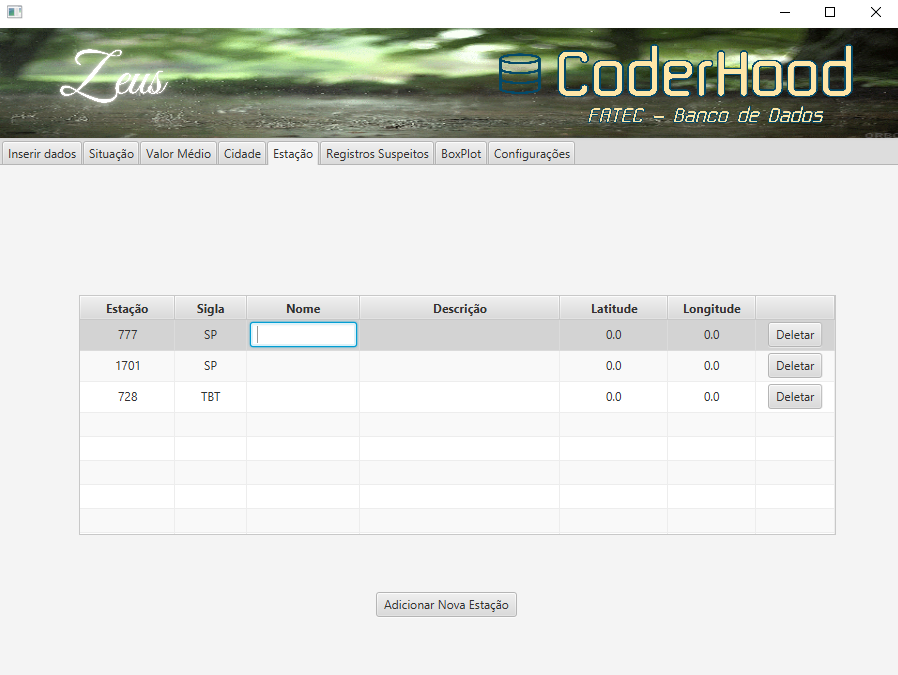 Zeus
CoderHood
FATEC – Banco de Dados
Inserir dados Situação Valor Médio Cidade Estação Registros Suspeitos BoxPlot Configurações
Estação Sigla Nome Descrição Latitude Longitude
777 SP 0.0 0.0 Deletar
1701 SP 0.0 0.0 Deletar
728 TBT 0.0 0.0 Deletar
Adicionar Nova Estação